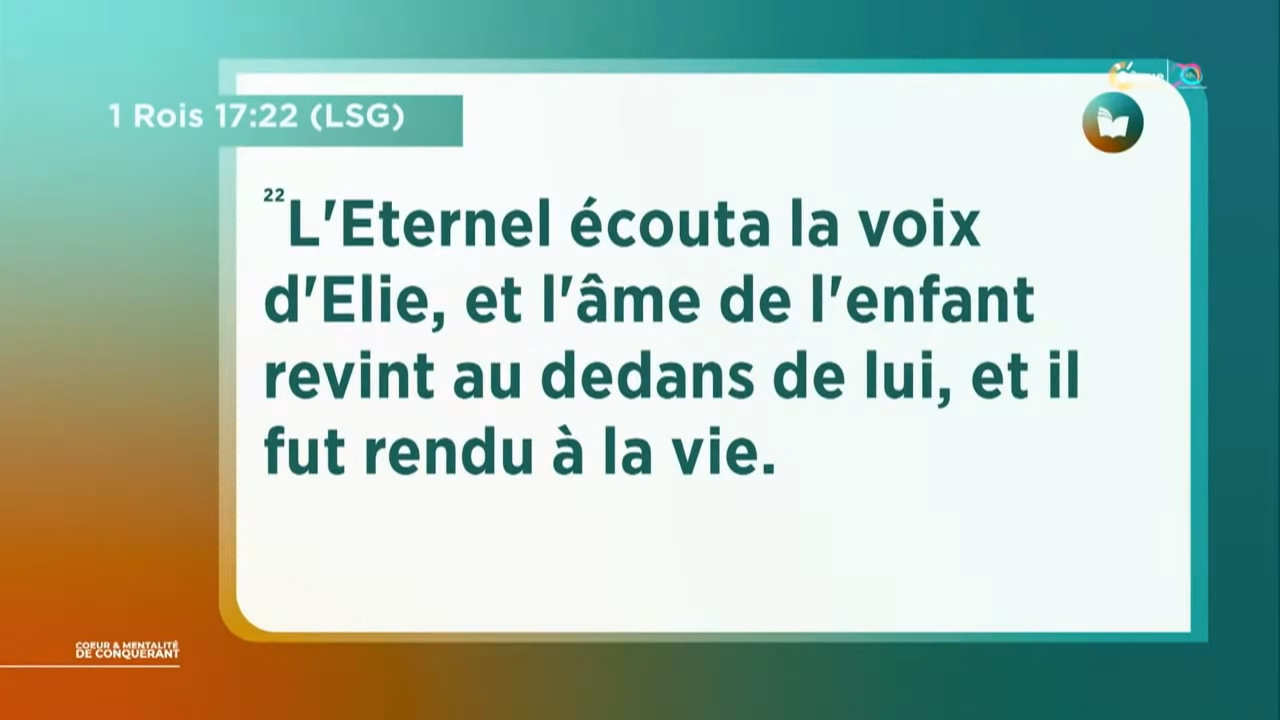 1 Rois 17:22 (LSG)
22 L'Eternel écouta la voix
d'Elie, et l'âme de l'enfant
revint au dedans de lui, et il
fut rendu à la vie.
COEUR & MENTALITÉ
DE CONQUERANT